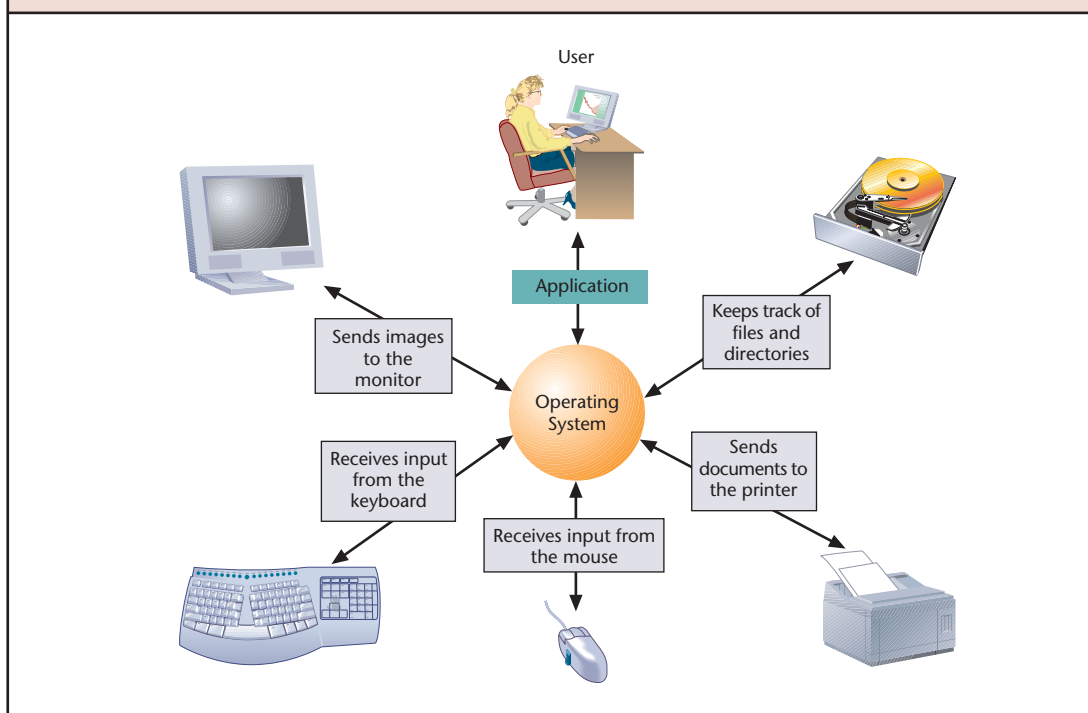 User
Application
Sends images
to the
monitor
Keeps track of
files and
directories
Operating
System
Receives input
from the
keyboard
Sends
documents to
the printer
Receives input from
the mouse